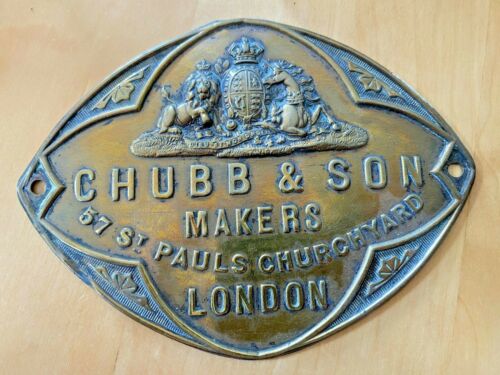 CHUBB & SON
MAKERS
57 ST PAULS CHURCHYARD
LONDON